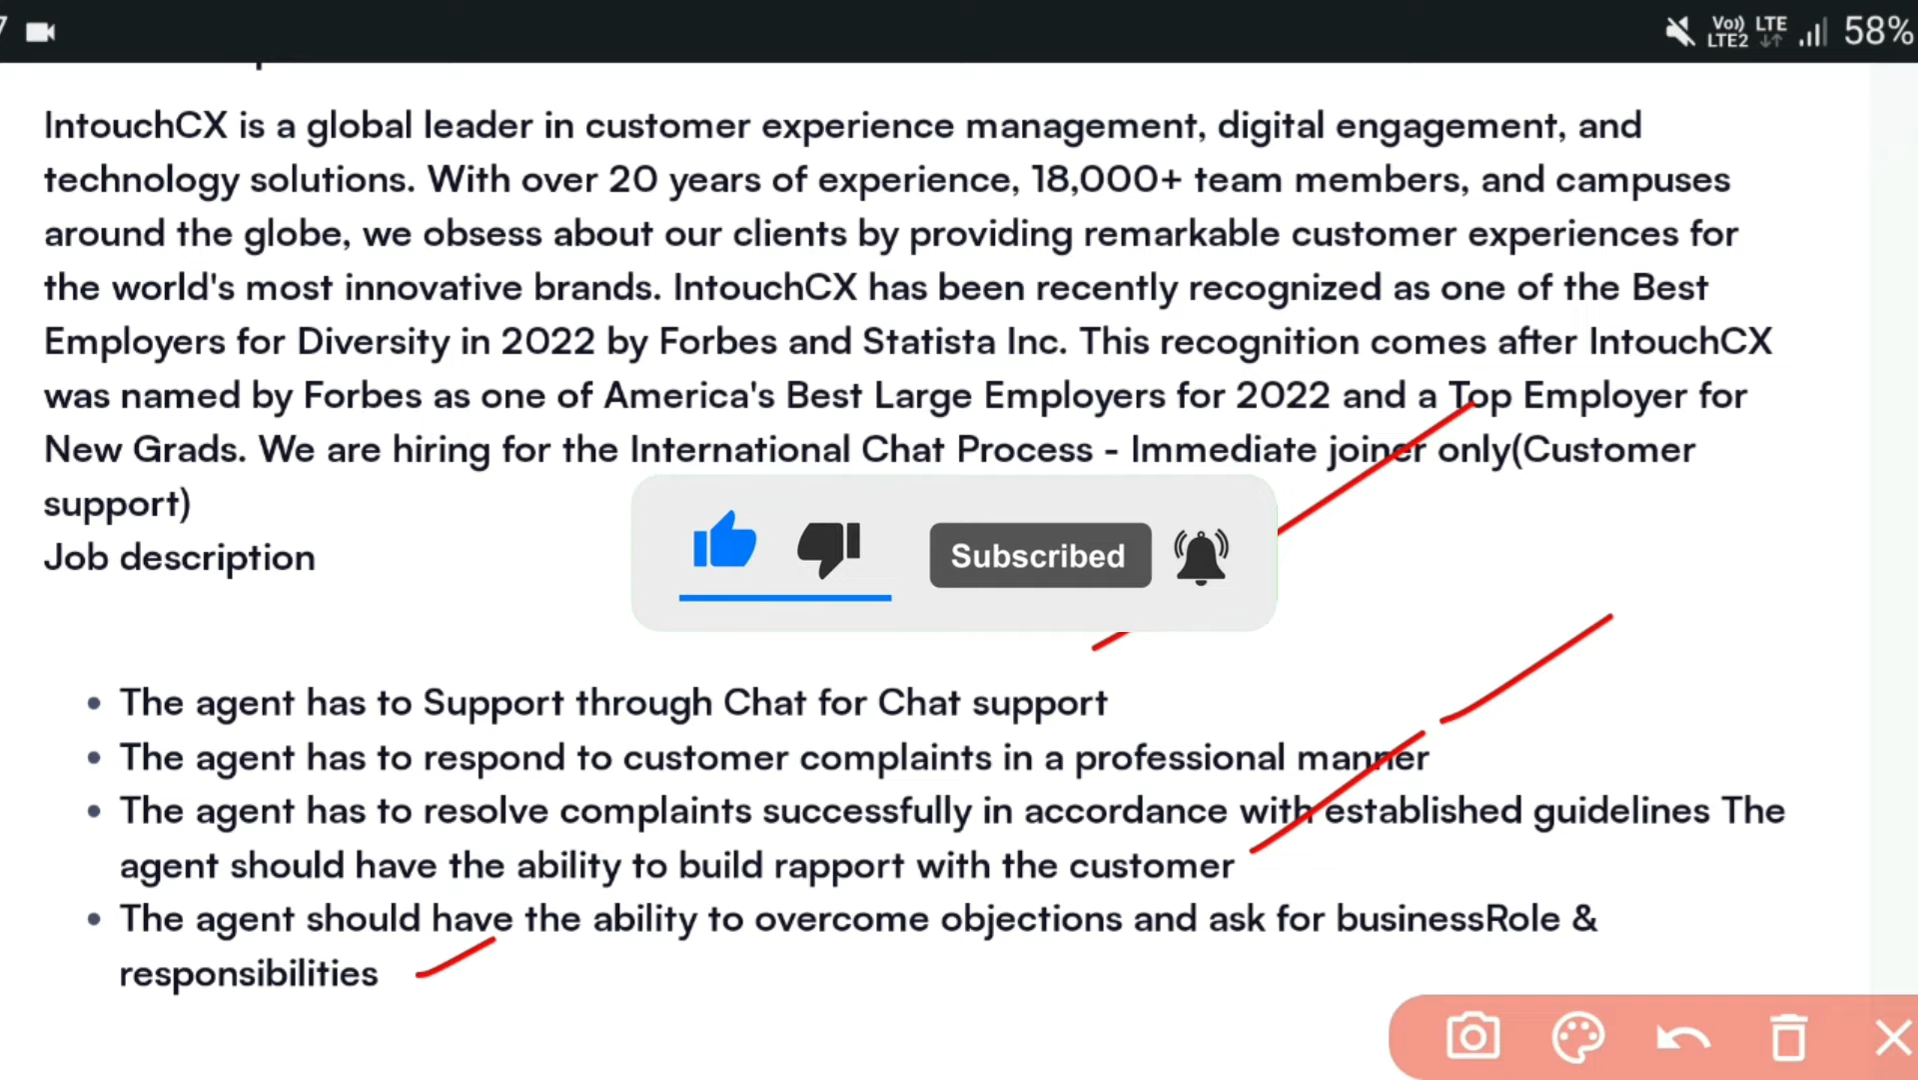 Vo)) LTE
LTE2
58%
IntouchCX is a global leader in customer experience management, digital engagement, and
technology solutions. With over 20 years of experience, 18,000+ team members, and campuses
around the globe, we obsess about our clients by providing remarkable customer experiences for
the world's most innovative brands. IntouchCX has been recently recognized as one of the Best
Employers for Diversity in 2022 by Forbes and Statista Inc. This recognition comes after IntouchCX
was named by Forbes as one of America's Best Large Employers for 2022 and a Top Employer for
New Grads. We are hiring for the International Chat Process - Immediate joiner only(Customer
support)
Job description
Subscribed
The agent has to Support through Chat for Chat support
The agent has to respond to customer complaints in a professional manner
The agent has to resolve complaints successfully in accordance with established guidelines The
agent should have the ability to build rapport with the customer
The agent should have the ability to overcome objections and ask for businessRole &
responsibilities